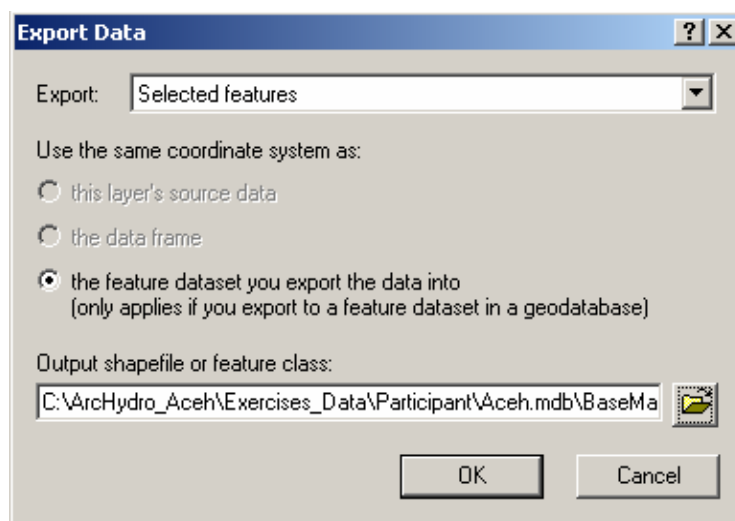 Export Data
Export: Selected features
Use the same coordinate system as:
this layer's source data
the data frame
the feature dataset you export the data into
(only applies if you export to a feature dataset in a geodatabase)
Output shapefile or feature class:
C:\ArcHydro_Aceh\Exercises_Data\Participant\Aceh.mdb\BaseMa
OK Cancel